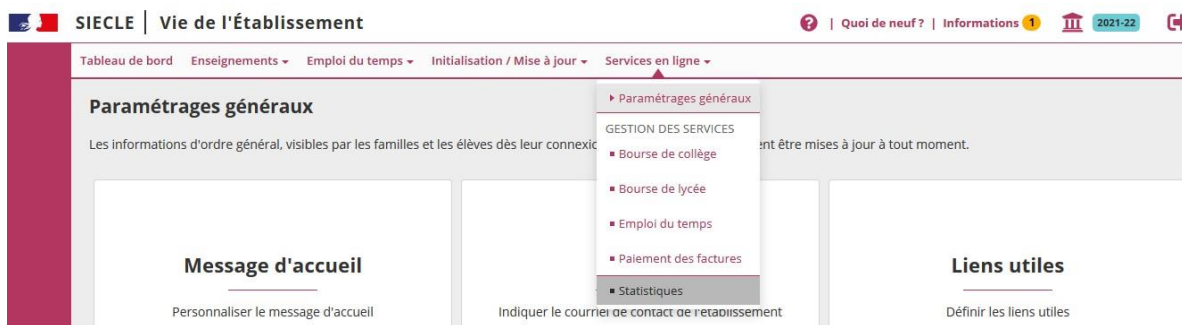 SIECLE | Vie de l'Établissement
| Quoi de neuf ? | Informations 1 2021-22
Tableau de bord Enseignements Emploi du temps Initialisation / Mise à jour Services en ligne
Paramétrages généraux
Les informations d'ordre général, visibles par les familles et les élèves dès leur être mises à jour à tout moment.
Paramétrages généraux
GESTION DES SERVICES
Bourse de collège
Bourse de lycée
Emploi du temps
Paiement des factures
Statistiques
Message d'accueil
Personnaliser le message d'accueil
Indiquer le courriel de contact de l'établissement
Liens utiles
Définir les liens utiles